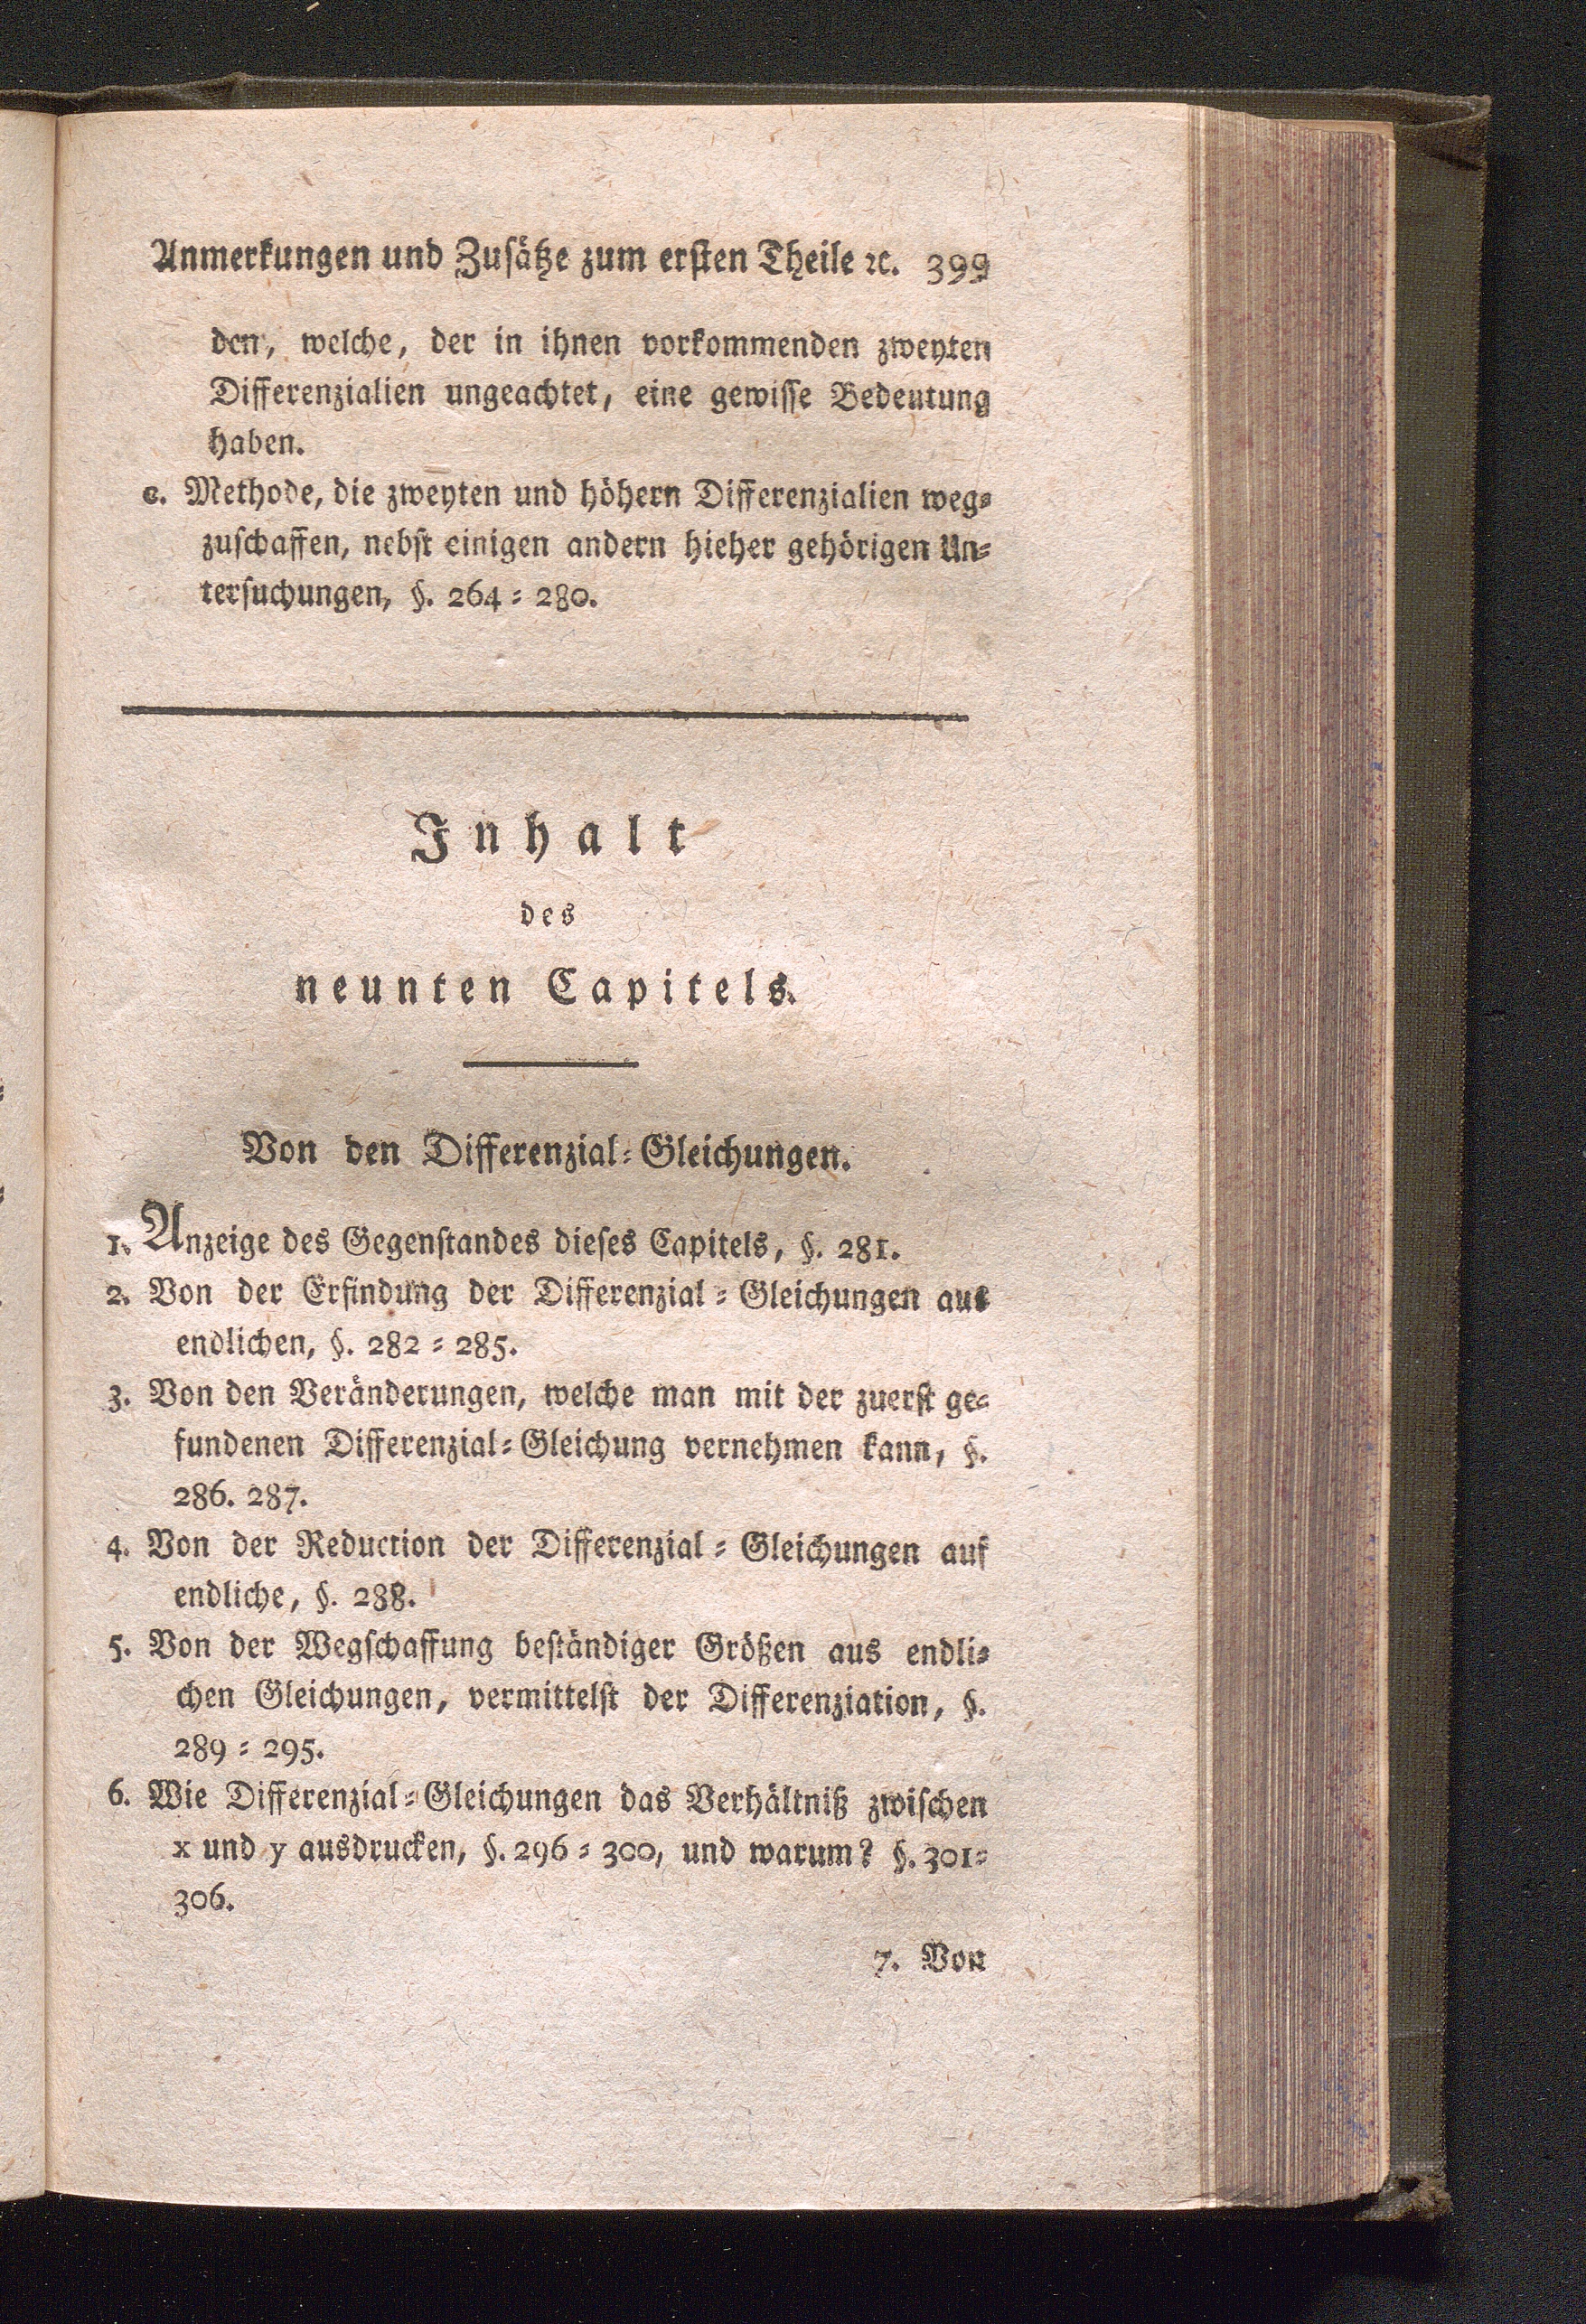 Anmerkungen und Zusätze zum ersten Theile ꝛc. 399
den, welche, der in ihnen vorkommenden zweyten
Differenzialien ungeachtet, eine gewisse Bedeutung
haben.
c. Methode, die zweyten und höhern Differenzialien weg=
zuschaffen, nebst einigen andern hieher gehörigen Un=
tersuchungen, §. 264 = 280.
Inhalt
des
neunten Capitels.
Von den Differenzial=Gleichungen.
1. Anzeige des Gegenstandes dieses Capitels, §. 281.
2. Von der Erfindung der Differenzial = Gleichungen aus
endlichen, §. 282 = 285.
3. Von den Veränderungen, welche man mit der zuerst ge=
fundenen Differenzial=Gleichung vernehmen kann, §.
286. 287.
4. Von der Reduction der Differenzial = Gleichungen auf
endliche, §. 288.
5. Von der Wegschaffung beständiger Größen aus endli=
chen Gleichungen, vermittelst der Differenziation, §.
289 = 295.
6. Wie Differenzial=Gleichungen das Verhältniß zwischen
x und y ausdrucken, §. 296 = 300, und warum? §. 301=
306.
7. Von